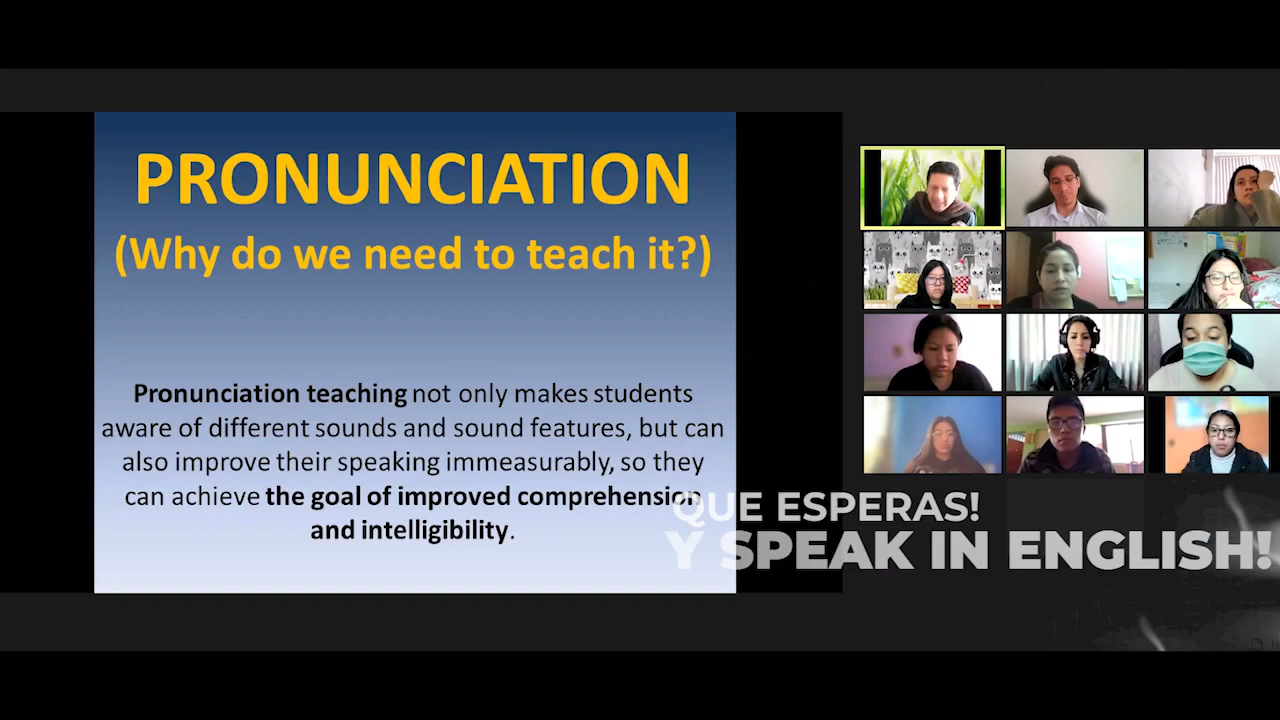 PRONUNCIATION
(Why do we need to teach it?)
Pronunciation teaching not only makes students
aware of different sounds and sound features, but can
also improve their speaking immeasurably, so they
can achieve the goal of improved comprehension
and intelligibility.
QUE ESPERAS!
Y SPEAK IN ENGLISH!